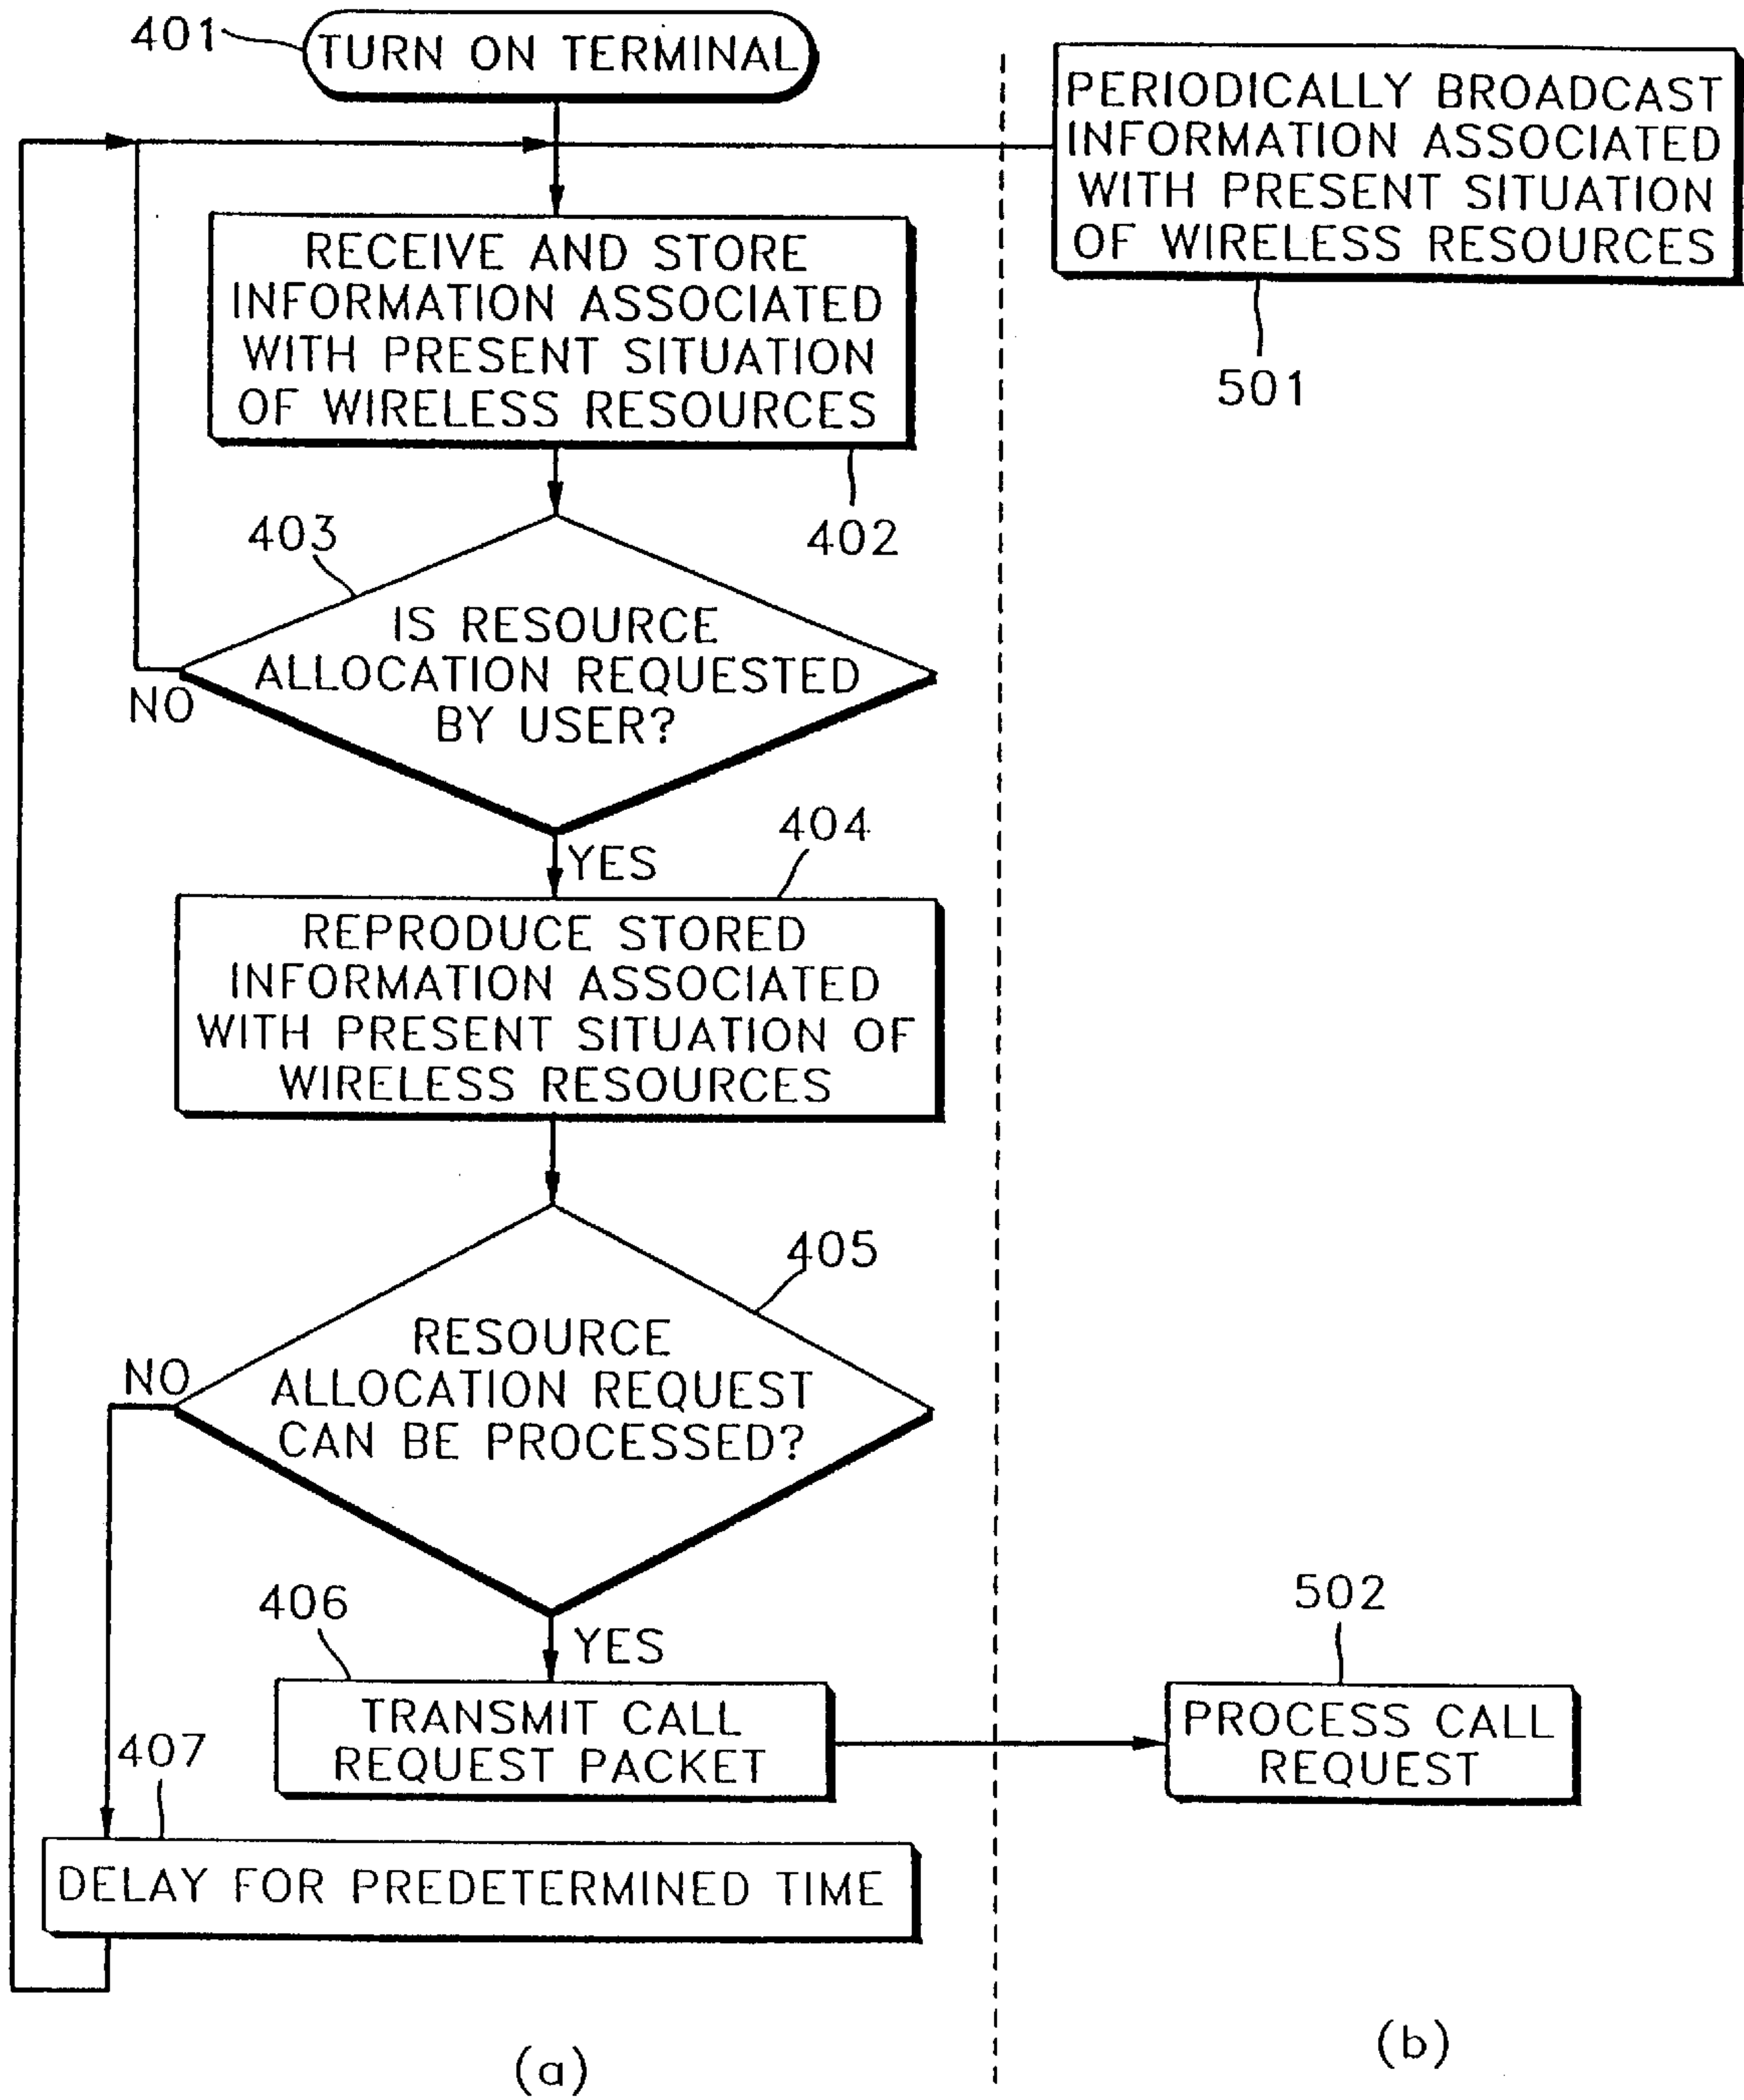 401
TURN ON TERMINAL
PERIODICALLY BROADCAST
INFORMATION ASSOCIATED
WITH PRESENT SITUATION
OF WIRELESS RESOURCES
501
RECEIVE AND STORE
INFORMATION ASSOCIATED
WITH PRESENT SITUATION
OF WIRELESS RESOURCES
402
403
IS RESOURCE
ALLOCATION REQUESTED
BY USER?
NO
YES
404
REPRODUCE STORED
INFORMATION ASSOCIATED
WITH PRESENT SITUATION OF
WIRELESS RESOURCES
405
RESOURCE
ALLOCATION REQUEST
CAN BE PROCESSED?
NO
YES
406
TRANSMIT CALL
REQUEST PACKET
502
PROCESS CALL
REQUEST
407
DELAY FOR PREDETERMINED TIME
(a)
(b)